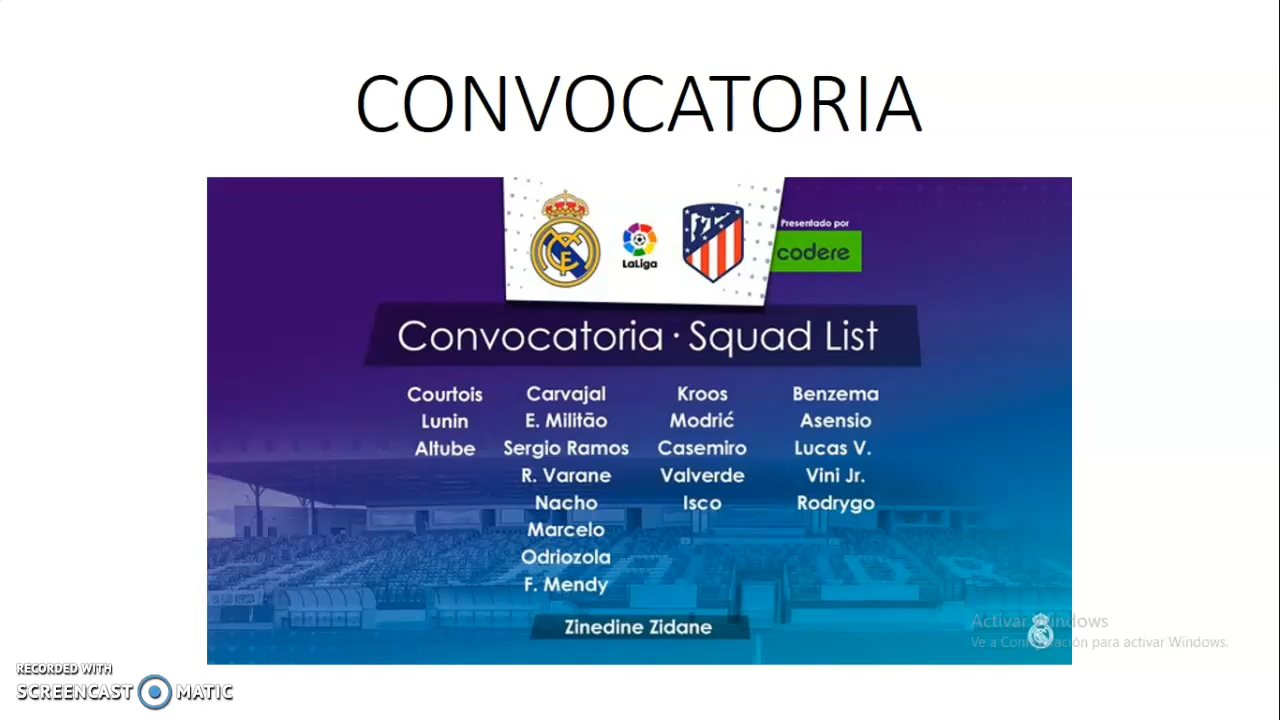 CONVOCATORIA
LaLiga
Presentado por
codere
Convocatoria · Squad List
Courtois
Lunin
Altube
Carvajal
E. Militão
Sergio Ramos
R. Varane
Nacho
Marcelo
Odriozola
F. Mendy
Kroos
Modrić
Casemiro
Valverde
Isco
Benzema
Asensio
Lucas V.
Vini Jr.
Rodrygo
Zinedine Zidane
Activar Windows
Ve a Configuración para activar Windows.
RECORDED WITH
SCREENCAST MATIC